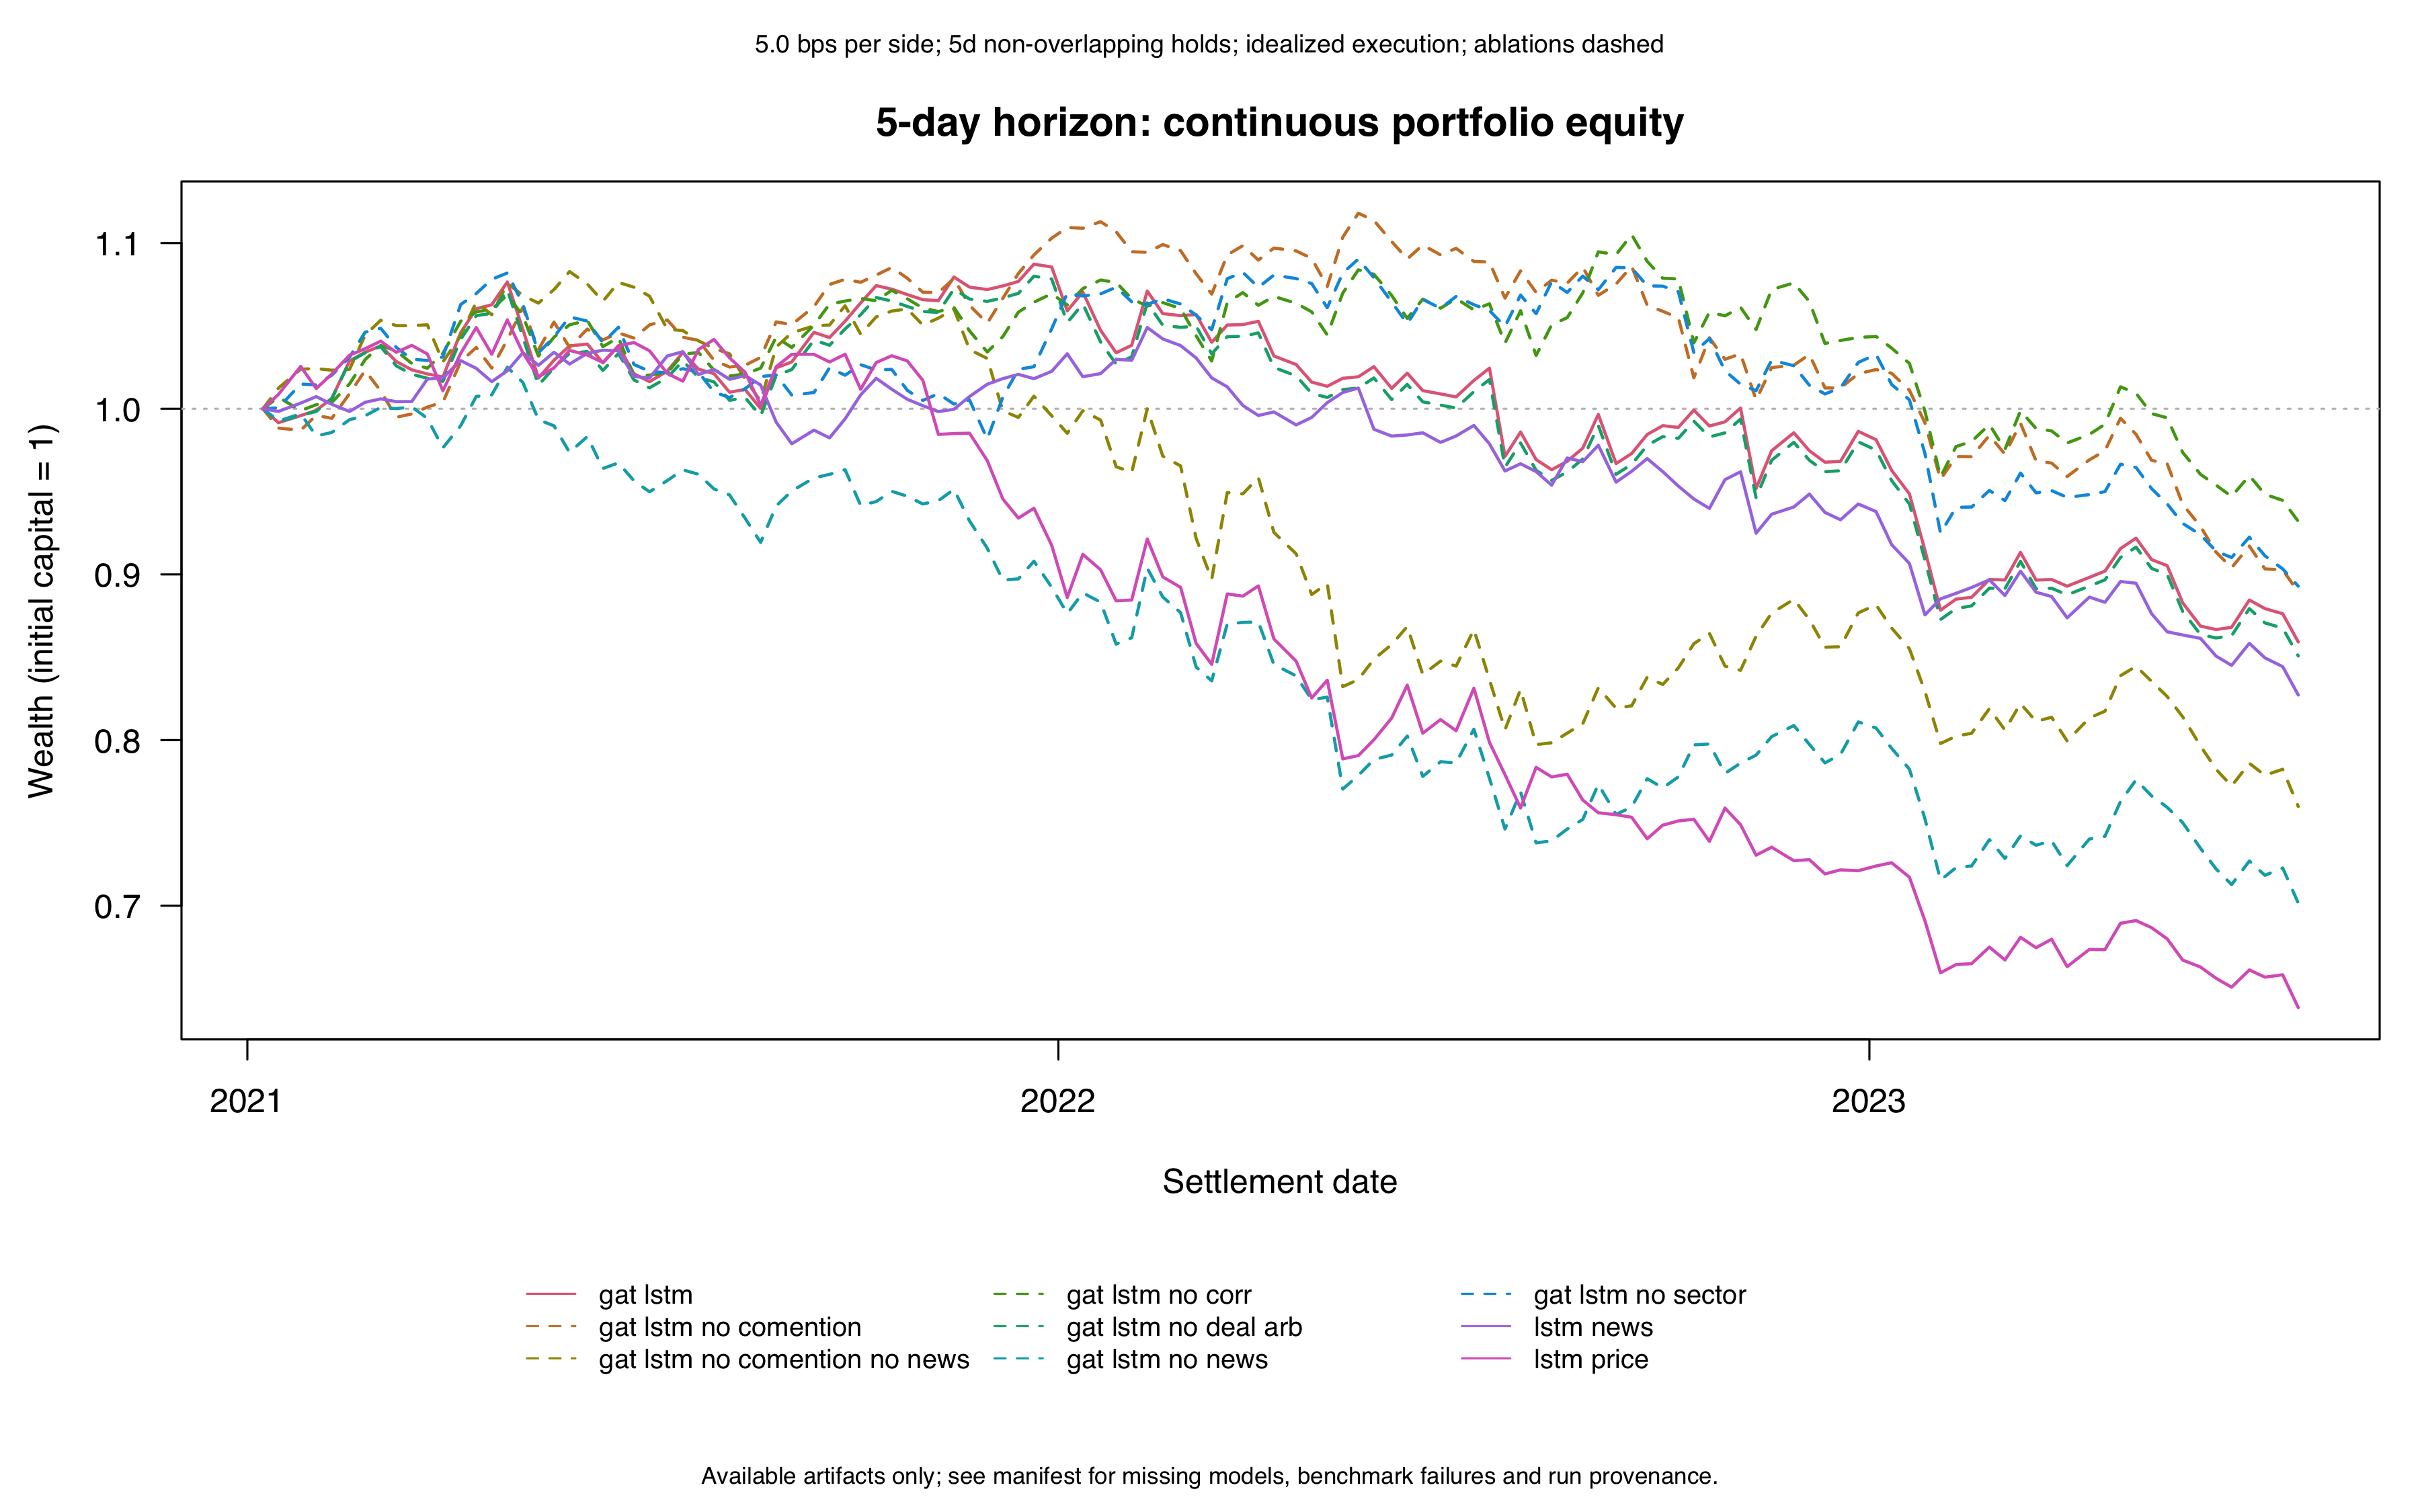 5.0 bps per side; 5d non-overlapping holds; idealized execution; ablations dashed
5-day horizon: continuous portfolio equity
Wealth (initial capital = 1)
1.1
1.0
0.9
0.8
0.7
2021
2022
2023
Settlement date
gat lstm
gat lstm no comention
gat lstm no comention no news
gat lstm no corr
gat lstm no deal arb
gat lstm no news
gat lstm no sector
lstm news
lstm price
Available artifacts only; see manifest for missing models, benchmark failures and run provenance.